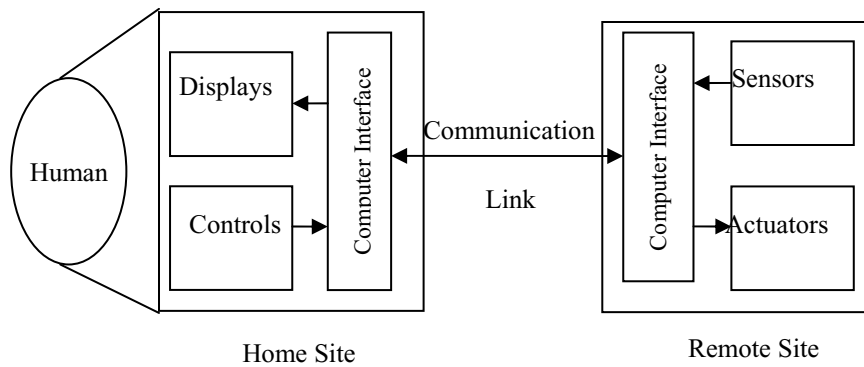 Displays
Computer Interface
Human
Controls
Communication
Link
Computer Interface
Sensors
Actuators
Home Site
Remote Site